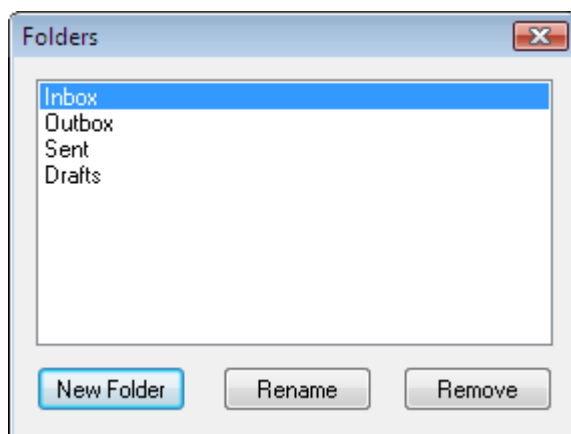 Folders
Inbox
Outbox
Sent
Drafts
New Folder Rename Remove